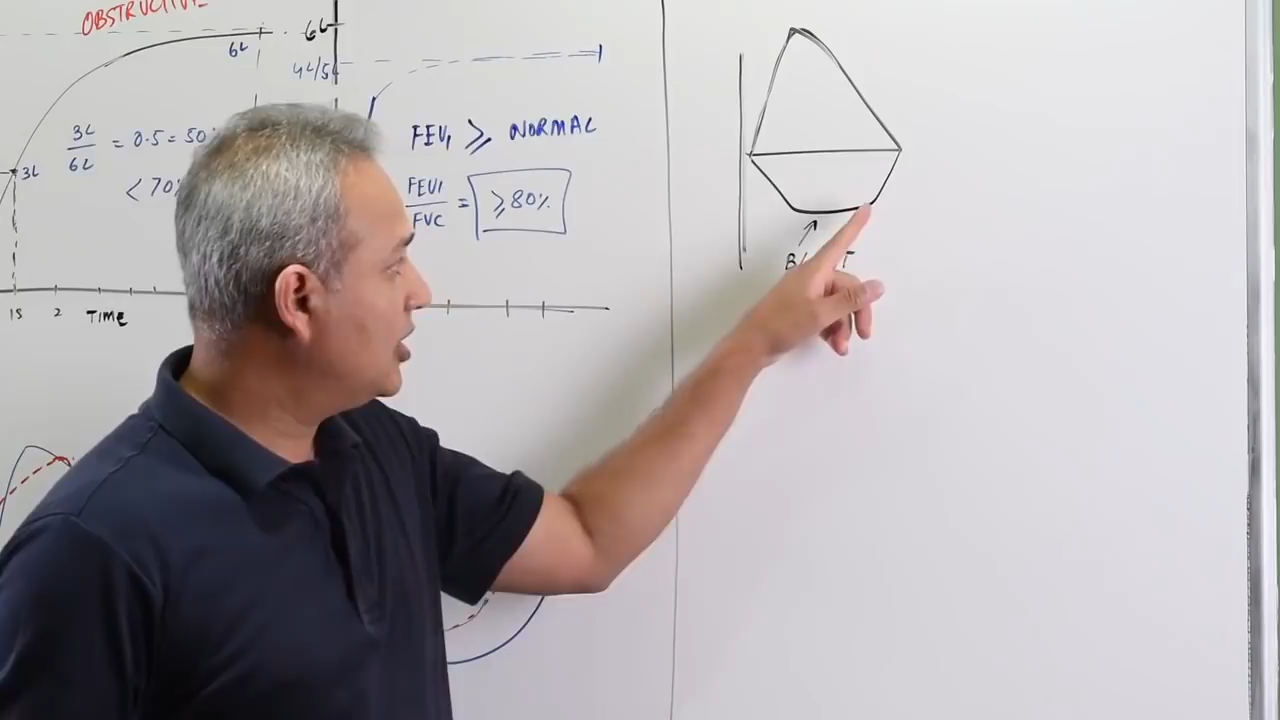 OBSTRUCTIVE
6L
3L
3L
6L
= 0.5 = 50
< 70%
1S 2 TIME
6L
4L/5L
FEV₁ ⩾ NORMAL
FEV1
FVC
= ⩾80%